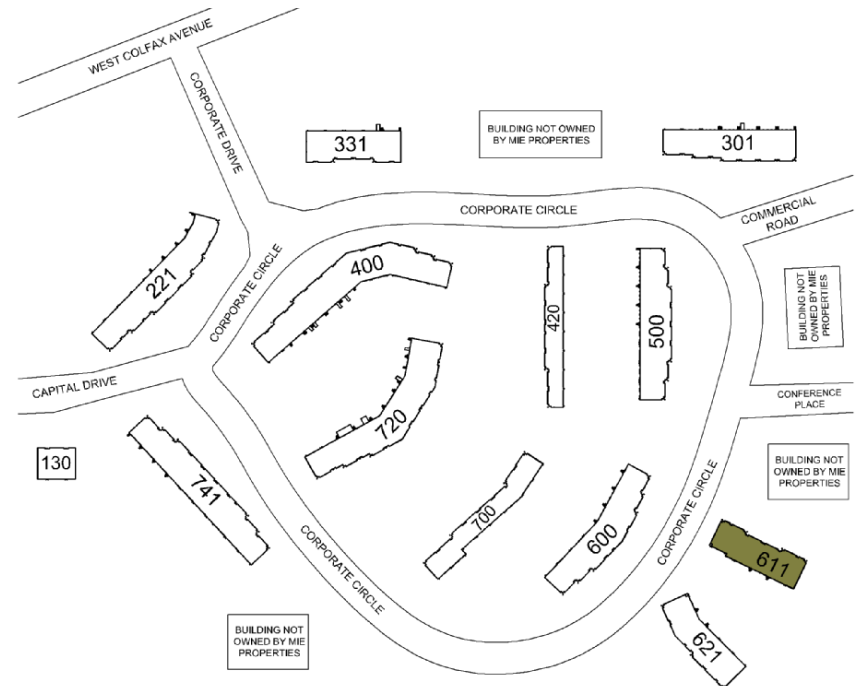 WEST COLFAX AVENUE
CORPORATE DRIVE
331
BUILDING NOT OWNED
BY MIE PROPERTIES
301
CORPORATE CIRCLE
COMMERCIAL
ROAD
221
CORPORATE CIRCLE
400
420
500
BUILDING NOT
OWNED BY MIE
PROPERTIES
CAPITAL DRIVE
720
CONFERENCE
PLACE
130
741
BUILDING NOT
OWNED BY MIE
PROPERTIES
700
600
CORPORATE CIRCLE
611
CORPORATE CIRCLE
BUILDING NOT
OWNED BY MIE
PROPERTIES
621